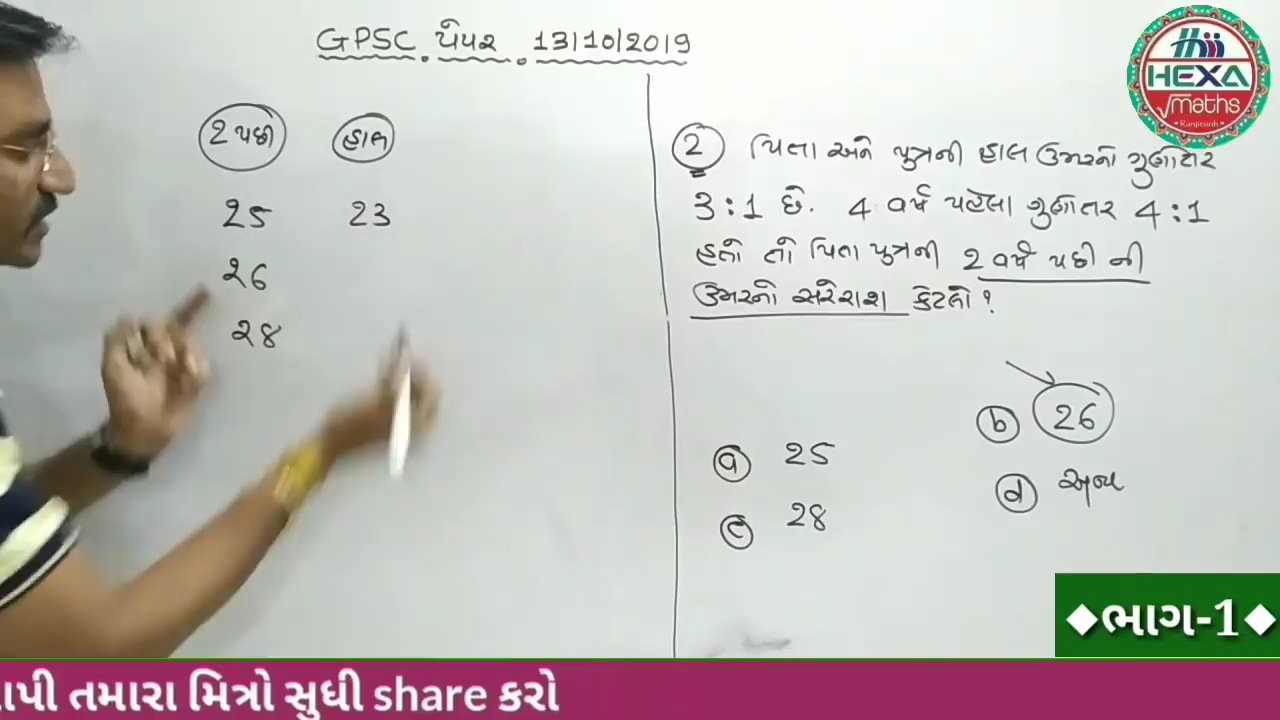 GPSC પેપર 13/10/2019
HEXA
√maths
• Ranjitsinh •
2 પછી હાલ
25 23
26
28
2 પિતા અને પુત્રની હાલ ઉંમરનો ગુણોત્તર
3:1 છે. 4 વર્ષ પહેલા ગુણોતર 4:1
હતો તો પિતા પુત્રની 2 વર્ષ પછી ની
ઉંમરની સરેરાશ કેટલી ?
a 25
b 26
c 28
d અન્ય
◆ભાગ-1◆
ાપી તમારા મિત્રો સુધી share કરો